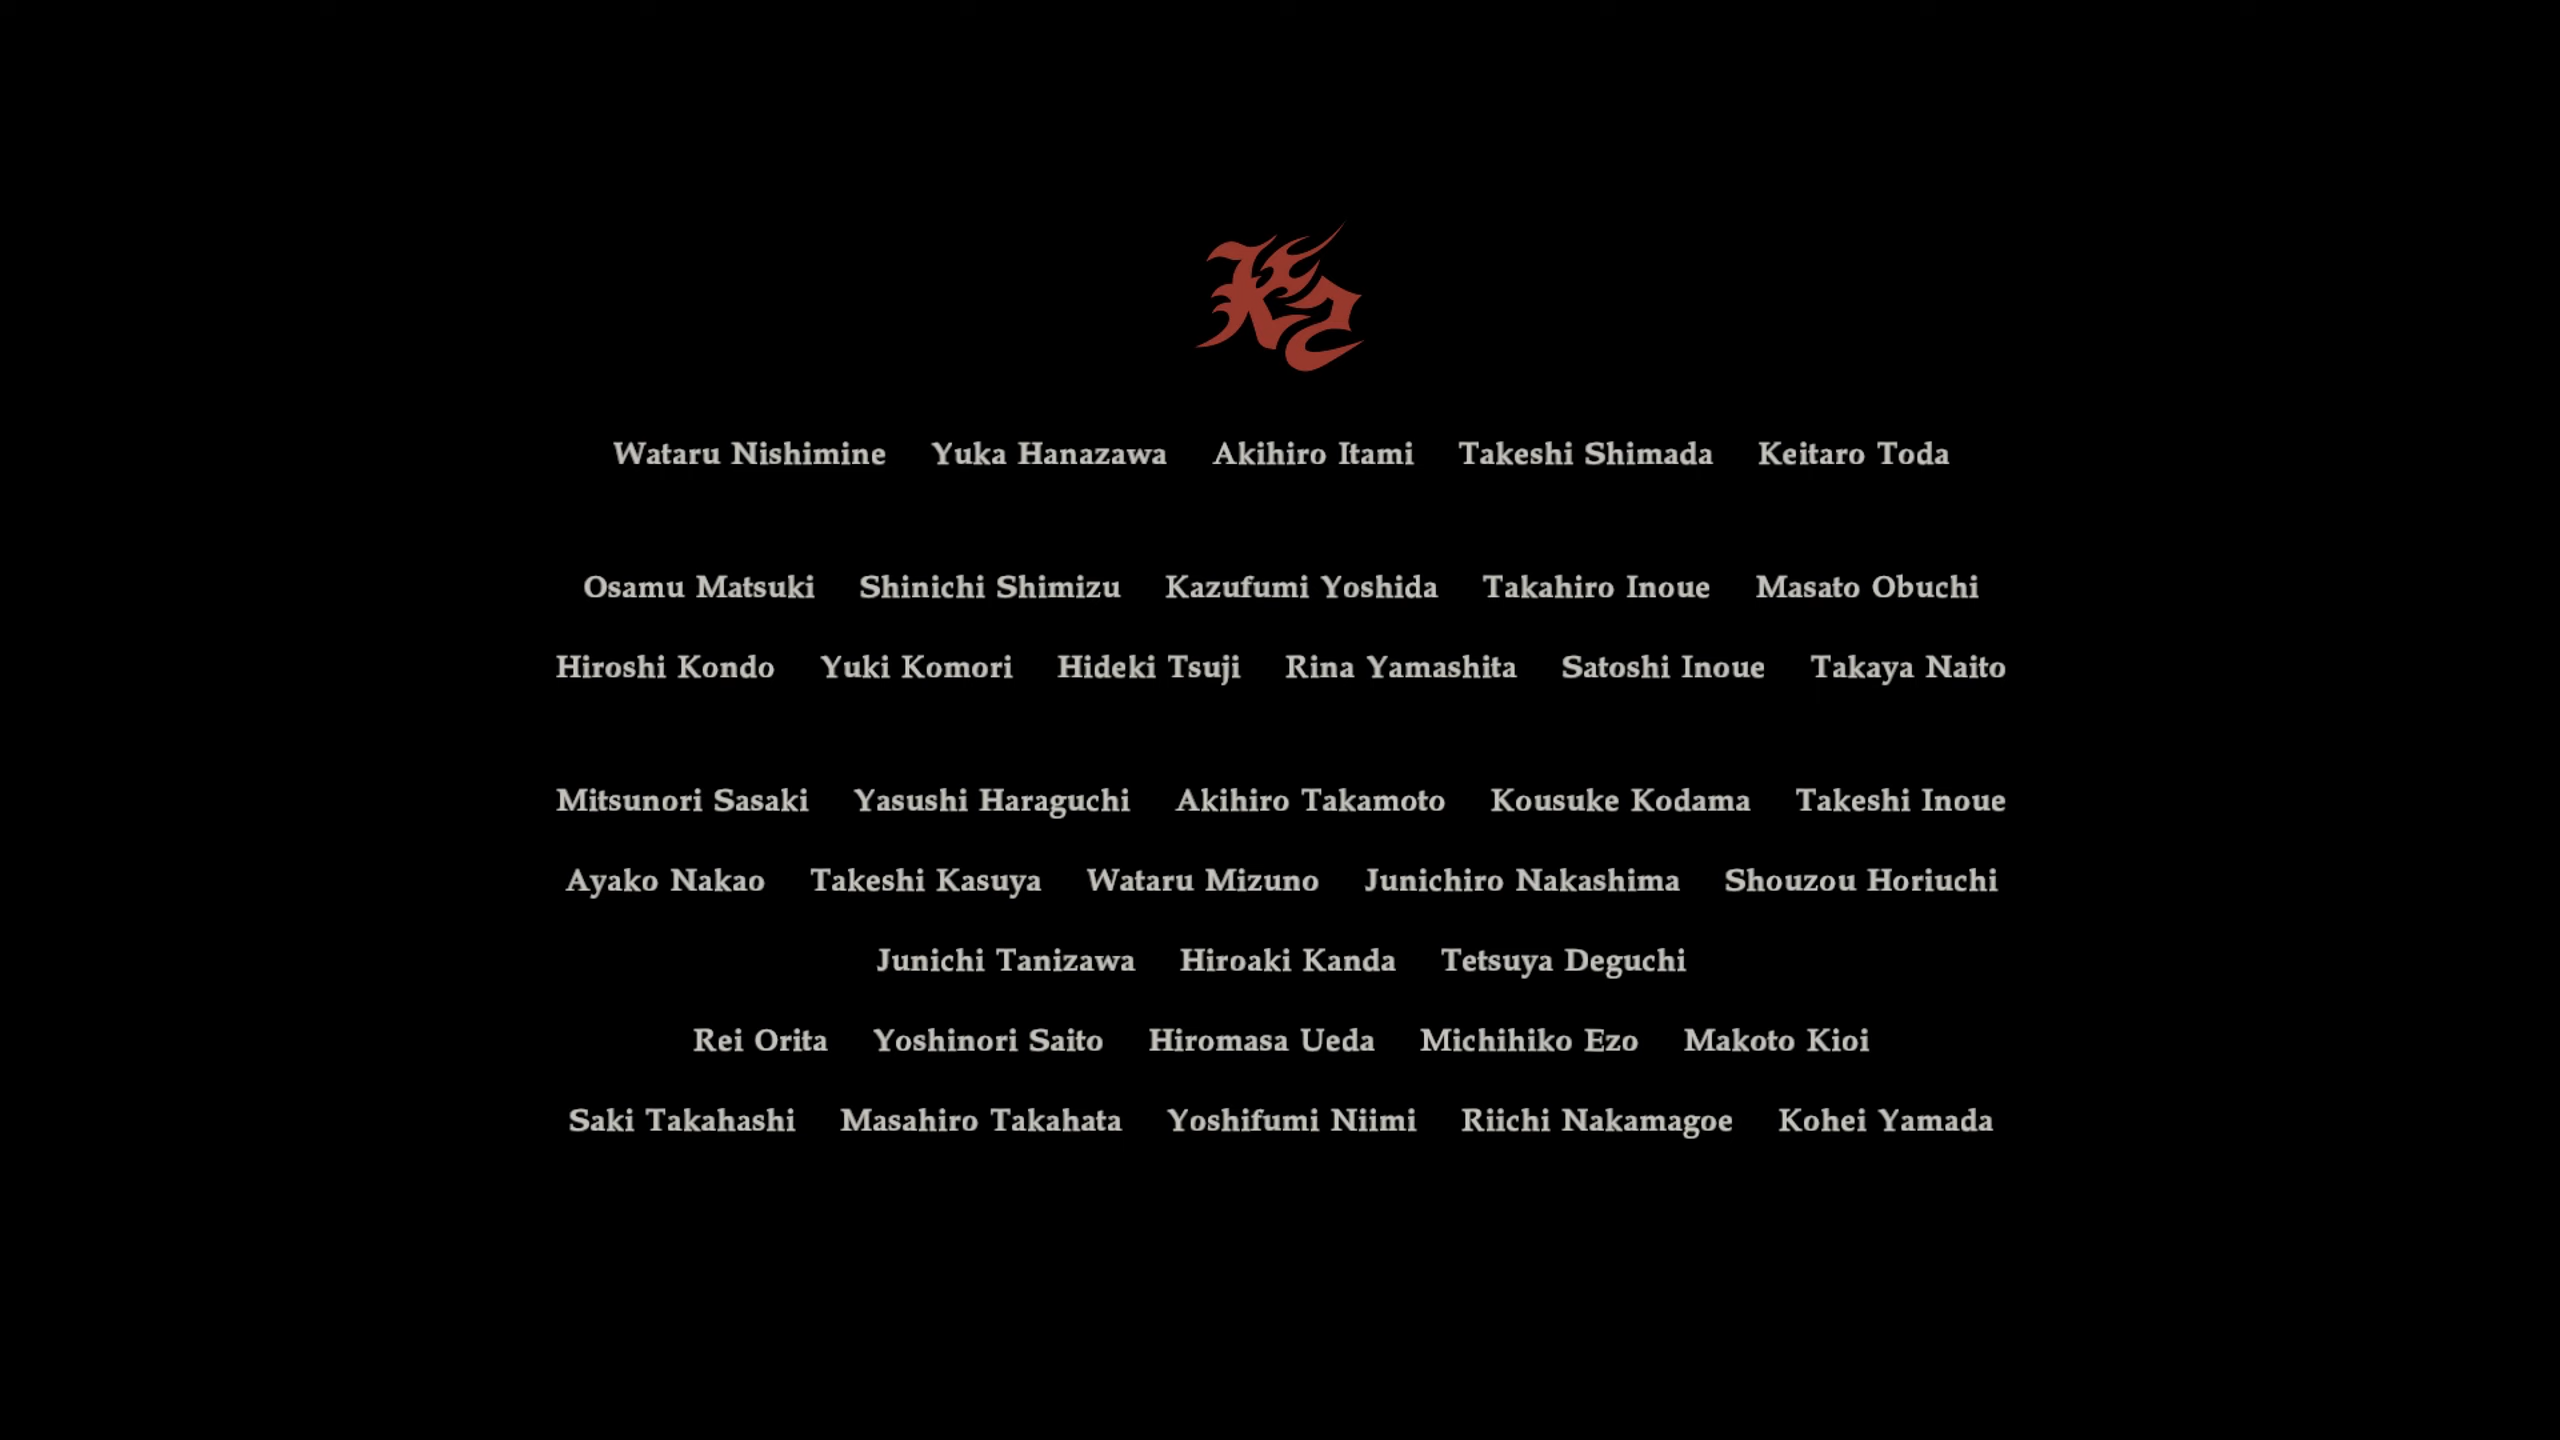 K2
Wataru Nishimine Yuka Hanazawa Akihiro Itami Takeshi Shimada Keitaro Toda
Osamu Matsuki Shinichi Shimizu Kazufumi Yoshida Takahiro Inoue Masato Obuchi
Hiroshi Kondo Yuki Komori Hideki Tsuji Rina Yamashita Satoshi Inoue Takaya Naito
Mitsunori Sasaki Yasushi Haraguchi Akihiro Takamoto Kousuke Kodama Takeshi Inoue
Ayako Nakao Takeshi Kasuya Wataru Mizuno Junichiro Nakashima Shouzou Horiuchi
Junichi Tanizawa Hiroaki Kanda Tetsuya Deguchi
Rei Orita Yoshinori Saito Hiromasa Ueda Michihiko Ezo Makoto Kioi
Saki Takahashi Masahiro Takahata Yoshifumi Niimi Riichi Nakamagoe Kohei Yamada